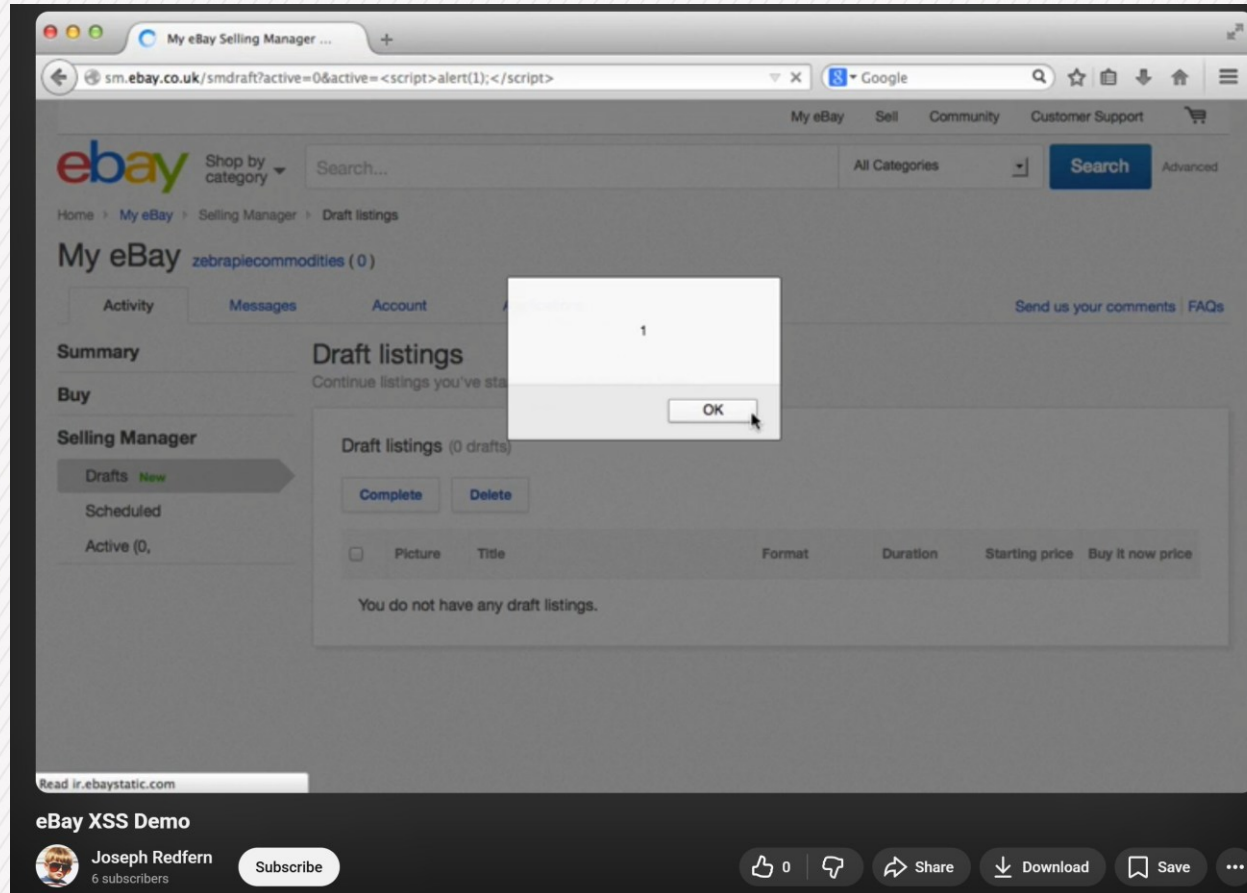 My eBay Selling Manager ...
sm.ebay.co.uk/smdraft?active=0&active=<script>alert(1);</script>
Google
My eBay Sell Community Customer Support
ebay Shop by category Search... All Categories Search Advanced
Home My eBay Selling Manager Draft listings
My eBay zebrapiecommodities (0)
Activity Messages Account
Send us your comments FAQs
1
OK
Summary
Buy
Selling Manager
Drafts New
Scheduled
Active (0,
Draft listings
Continue listings you've sta
Draft listings (0 drafts)
Complete Delete
Picture Title Format Duration Starting price Buy it now price
You do not have any draft listings.
Read ir.ebaystatic.com
eBay XSS Demo
Joseph Redfern
6 subscribers
Subscribe
0 Share Download Save